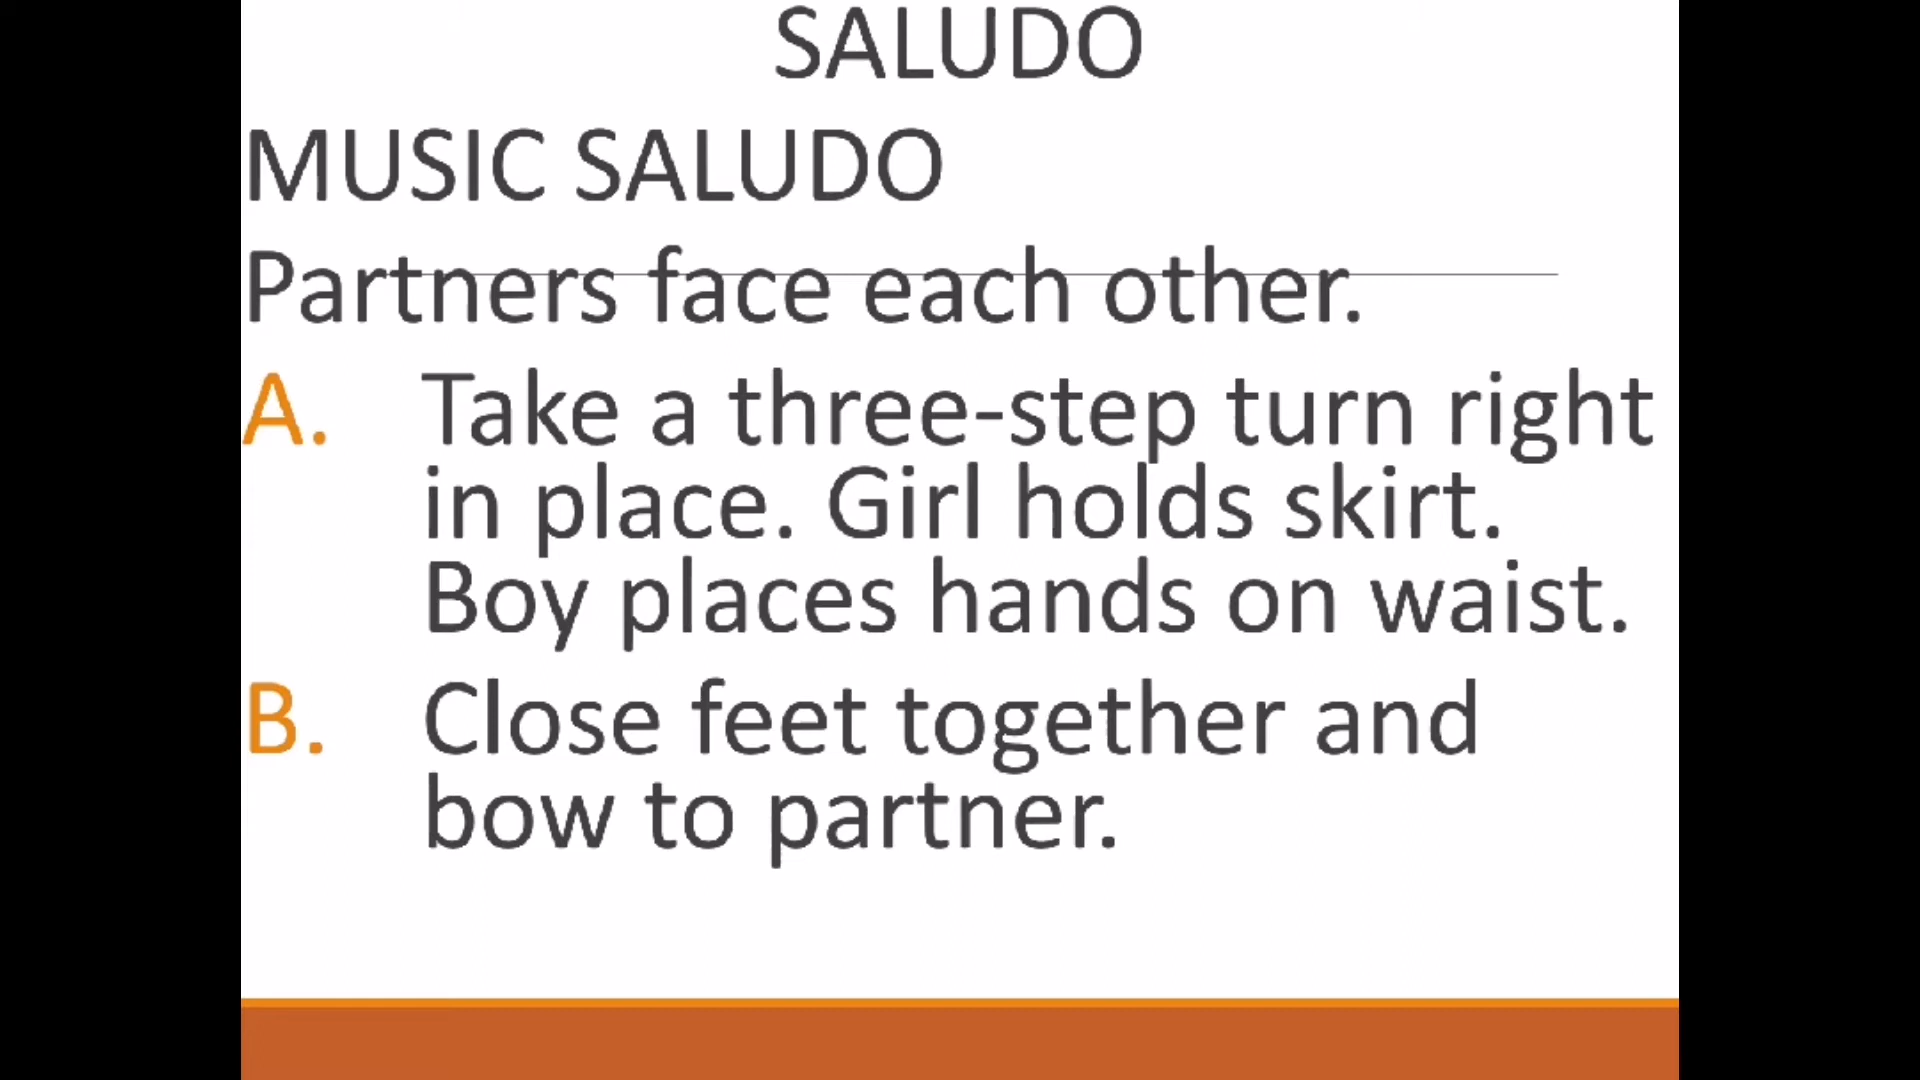 SALUDO
MUSIC SALUDO
Partners face each other.
A. Take a three-step turn right
in place. Girl holds skirt.
Boy places hands on waist.
B. Close feet together and
bow to partner.